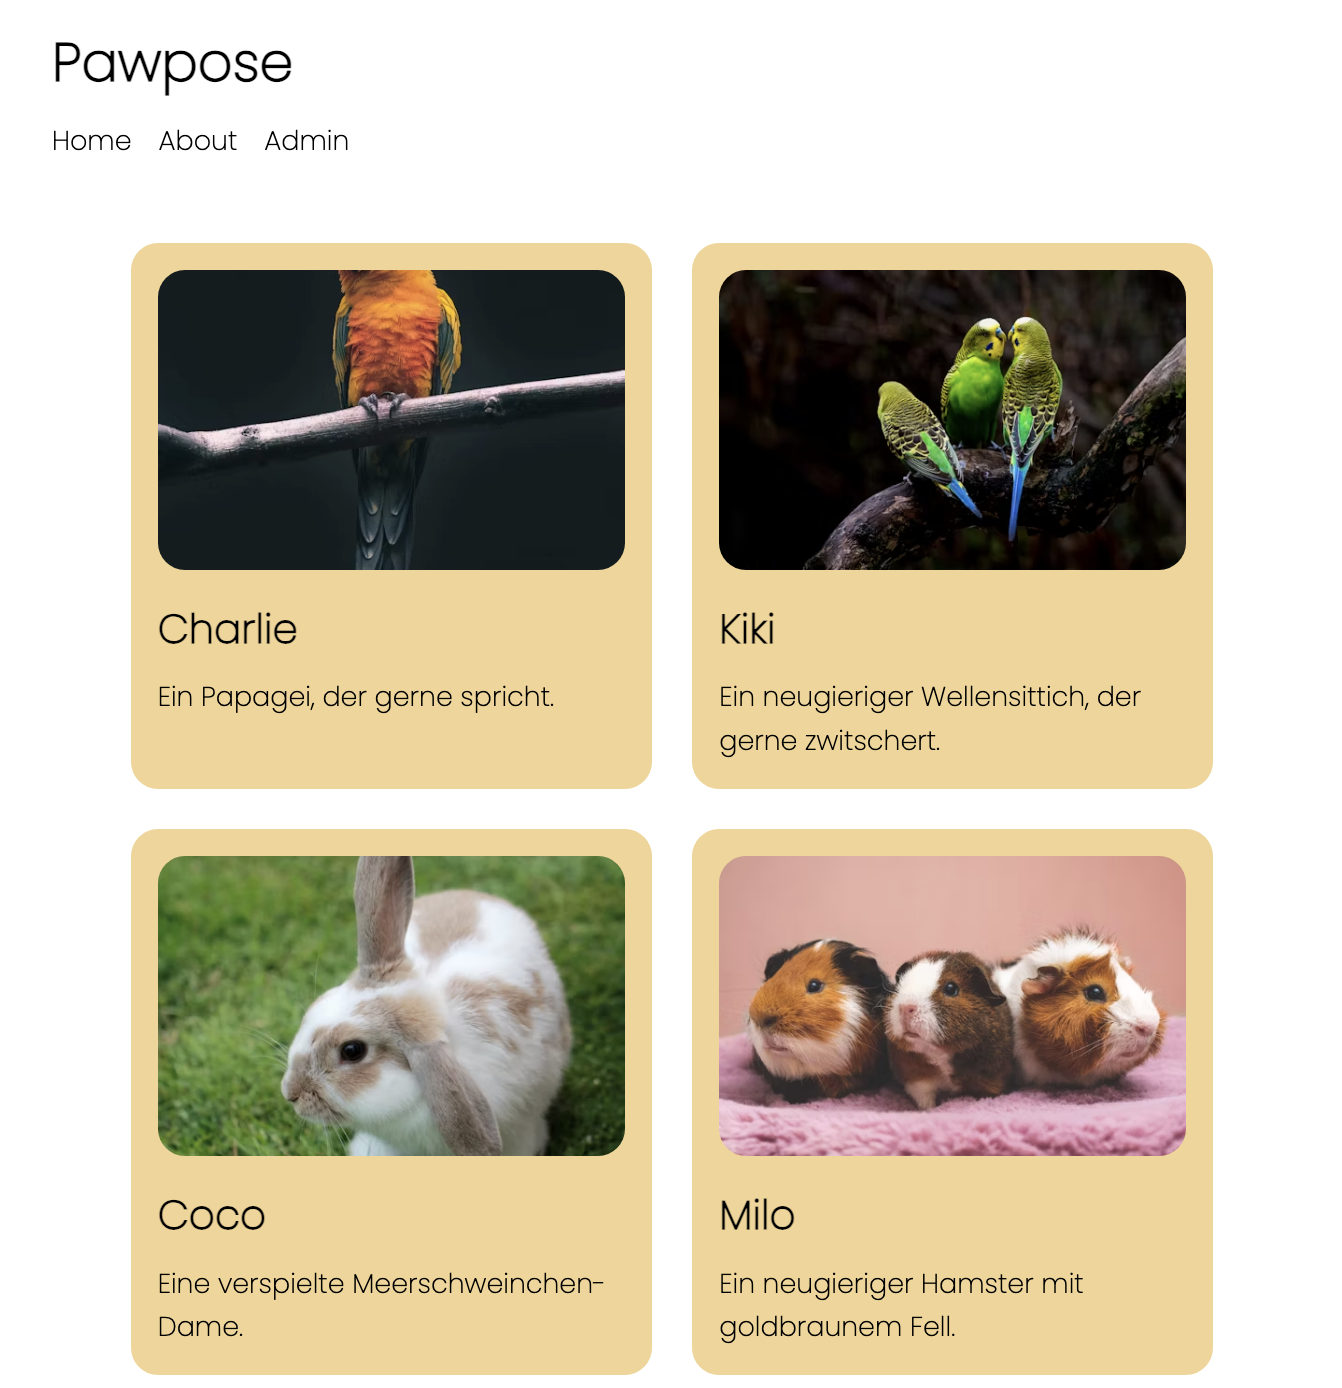 Pawpose
Home About Admin
Charlie
Ein Papagei, der gerne spricht.
Kiki
Ein neugieriger Wellensittich, der
gerne zwitschert.
Coco
Eine verspielte Meerschweinchen-
Dame.
Milo
Ein neugieriger Hamster mit
goldbraunem Fell.